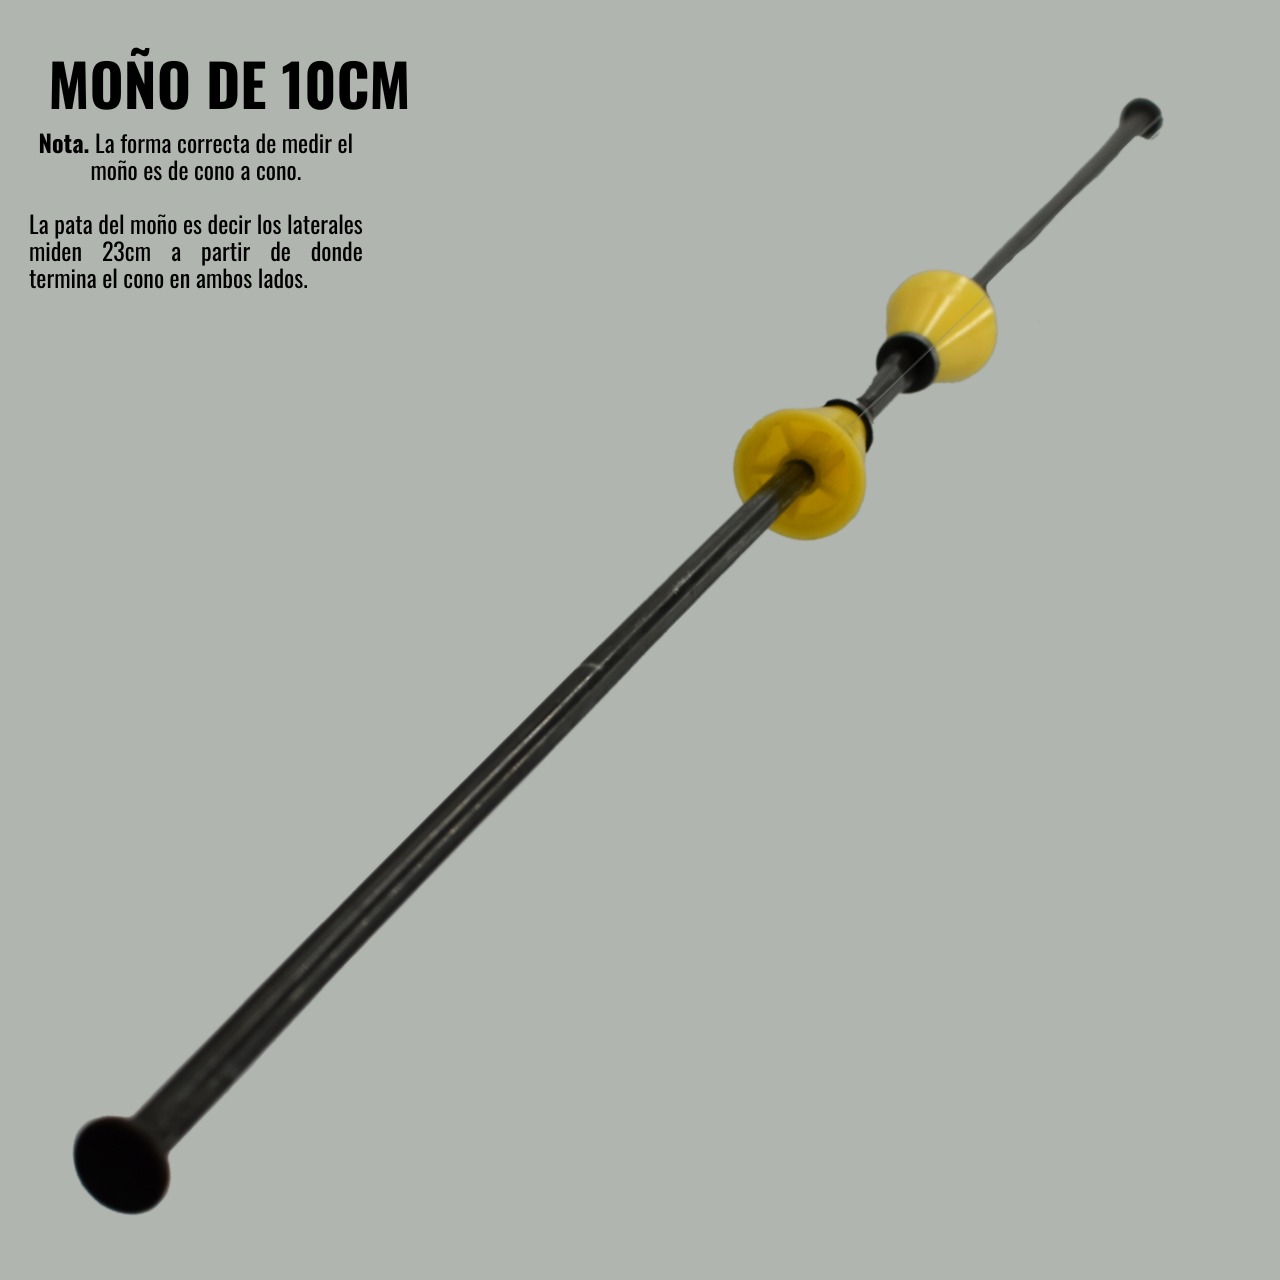 MOÑO DE 10CM
Nota. La forma correcta de medir el
moño es de cono a cono.
La pata del moño es decir los laterales
miden 23cm a partir de donde
termina el cono en ambos lados.